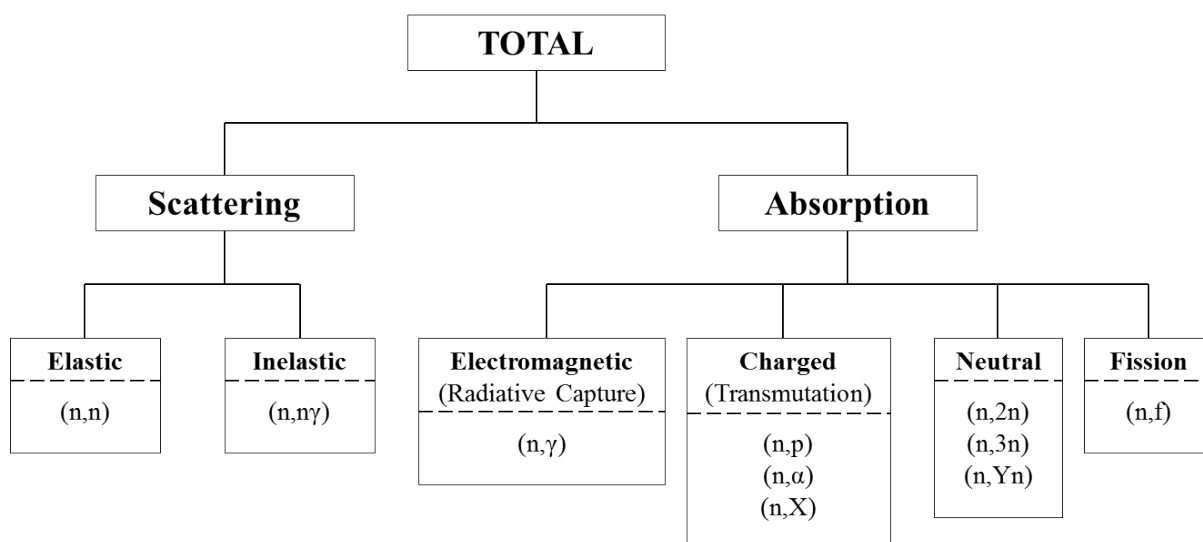 TOTAL
Scattering
Absorption
Elastic
(n,n)
Inelastic
(n,nγ)
Electromagnetic
(Radiative Capture)
(n,γ)
Charged
(Transmutation)
(n,p)
(n,α)
(n,X)
Neutral
(n,2n)
(n,3n)
(n,Yn)
Fission
(n,f)